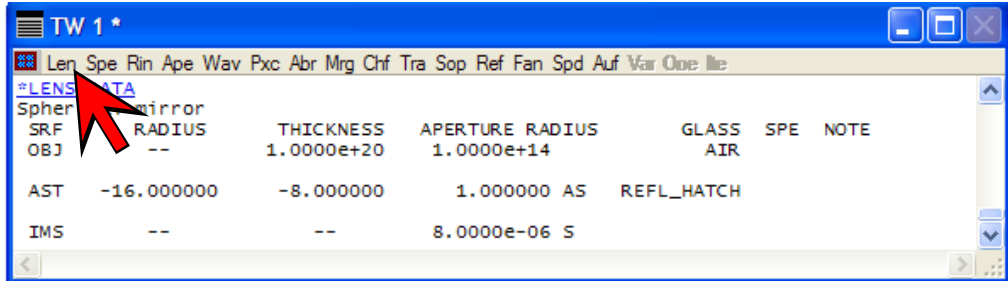 TW 1 *
Len Spe Rin Ape Wav Pxc Abr Mrg Chf Tra Sop Ref Fan Spd Auf Var Ope Ite
*LENS DATA
mirror
SRF RADIUS THICKNESS APERTURE RADIUS GLASS SPE NOTE
OBJ -- 1.0000e+20 1.0000e+14 AIR
AST -16.000000 -8.000000 1.000000 AS REFL_HATCH
IMS -- -- 8.0000e-06 S